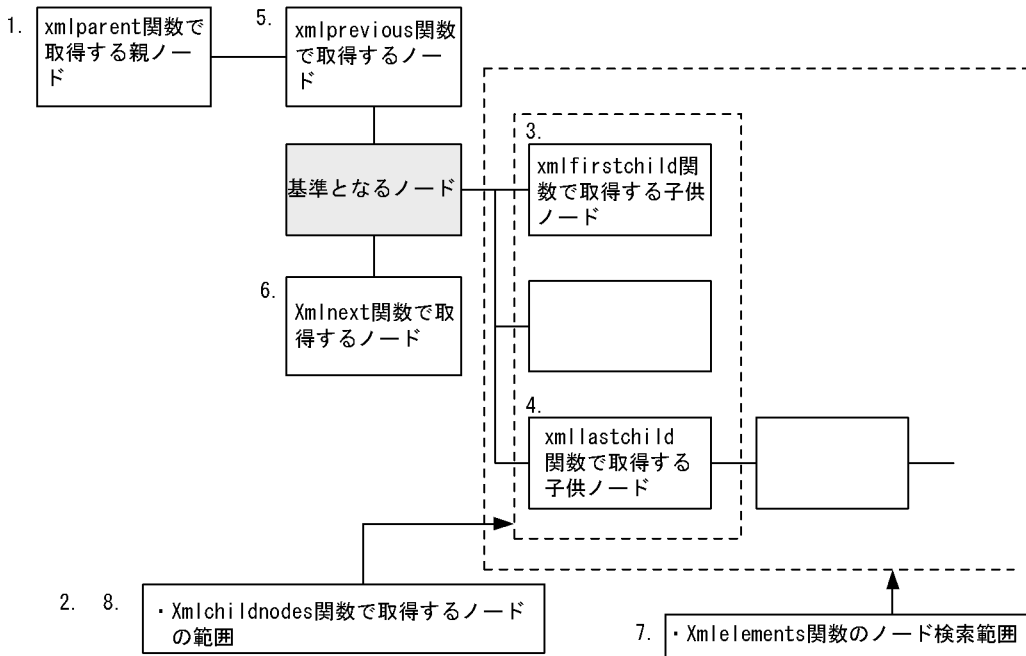 1.
xmlparent関数で
取得する親ノー
ド
5.
xmlprevious関数
で取得するノー
ド
基準となるノード
6.
Xmlnext関数で取
得するノード
3.
xmlfirstchild関
数で取得する子供
ノード
4.
xmllastchild
関数で取得する
子供ノード
2. 8.
・Xmlchildnodes関数で取得するノード
の範囲
7.
・Xmlelements関数のノード検索範囲